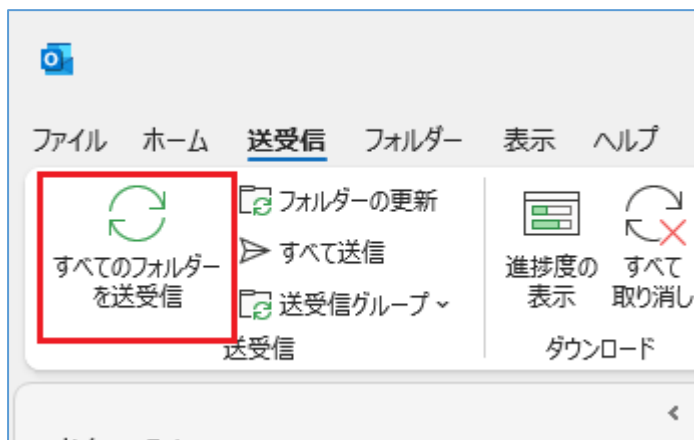 ファイル ホーム 送受信 フォルダー 表示 ヘルプ
すべてのフォルダー
を送受信
フォルダーの更新
すべて送信
送受信グループ
送受信
進捗度の
表示
すべて
取り消し
ダウンロード